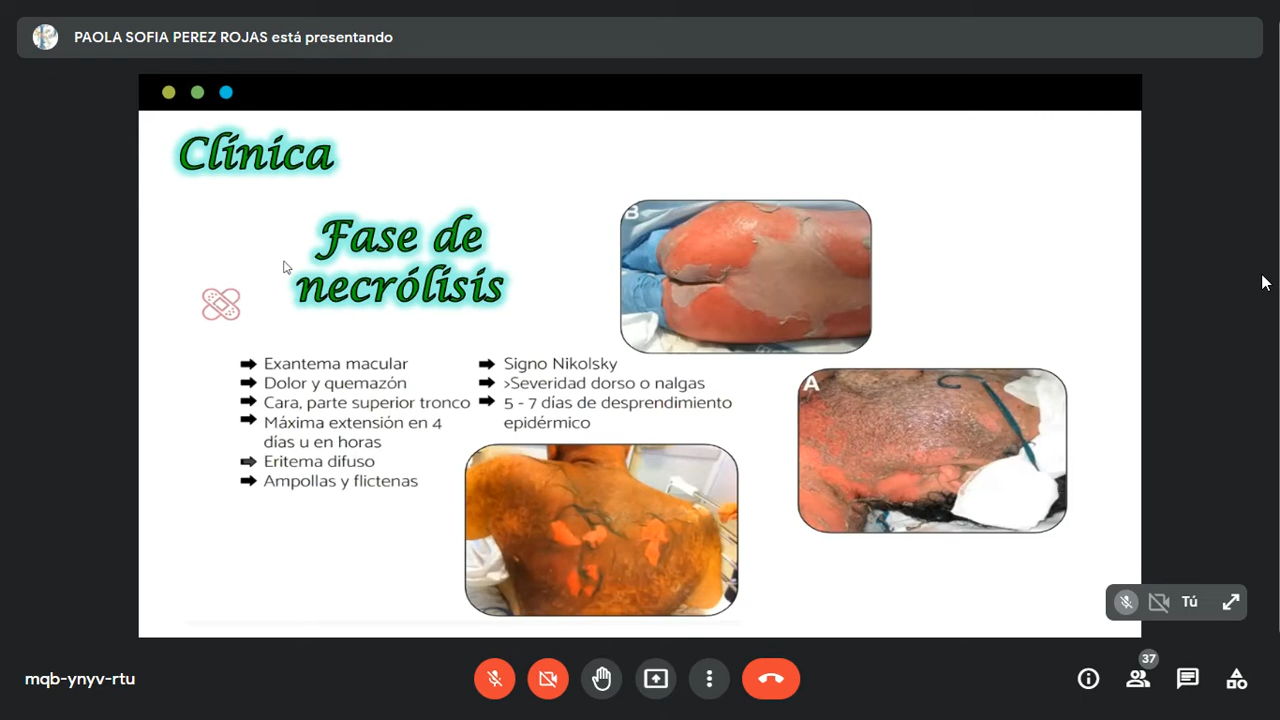 PAOLA SOFIA PEREZ ROJAS está presentando
Clínica
Fase de
necrólisis
Exantema macular
Dolor y quemazón
Cara, parte superior tronco
Máxima extensión en 4
días u en horas
Eritema difuso
Ampollas y flictenas
Signo Nikolsky
>Severidad dorso o nalgas
5 - 7 días de desprendimiento
epidérmico
B
A
Tú
mqb-ynyv-rtu
37